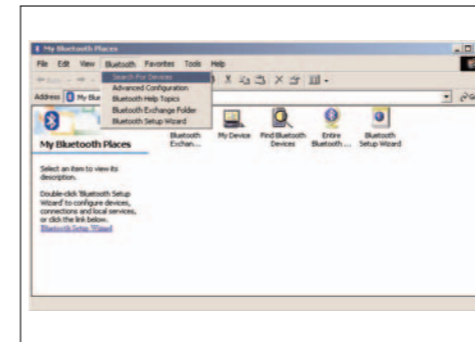 My Bluetooth Places
File Edit View Bluetooth Favorites Tools Help
Search For Devices
Advanced Configuration
Address My Blue
Bluetooth Help Topics
Bluetooth Exchange Folder
Bluetooth Setup Wizard
My Bluetooth Places
Bluetooth Exchan...
My Device
Find Bluetooth Devices
Entire Bluetooth ...
Bluetooth Setup Wizard
Select an item to view its
description.
Double-click 'Bluetooth Setup
Wizard' to configure devices,
connections and local services,
or click the link below.
Bluetooth Setup Wizard